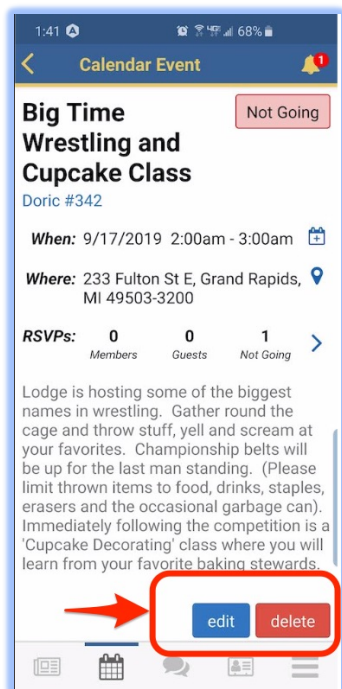 1:41 68%
Calendar Event 1
Big Time
Wrestling and
Cupcake Class
Not Going
Doric #342
When: 9/17/2019 2:00am - 3:00am
Where: 233 Fulton St E, Grand Rapids,
MI 49503-3200
RSVPs: 0 0 1
Members Guests Not Going
Lodge is hosting some of the biggest
names in wrestling. Gather round the
cage and throw stuff, yell and scream at
your favorites. Championship belts will
be up for the last man standing. (Please
limit thrown items to food, drinks, staples,
erasers and the occasional garbage can).
Immediately following the competition is a
'Cupcake Decorating' class where you will
learn from your favorite baking stewards.
edit delete